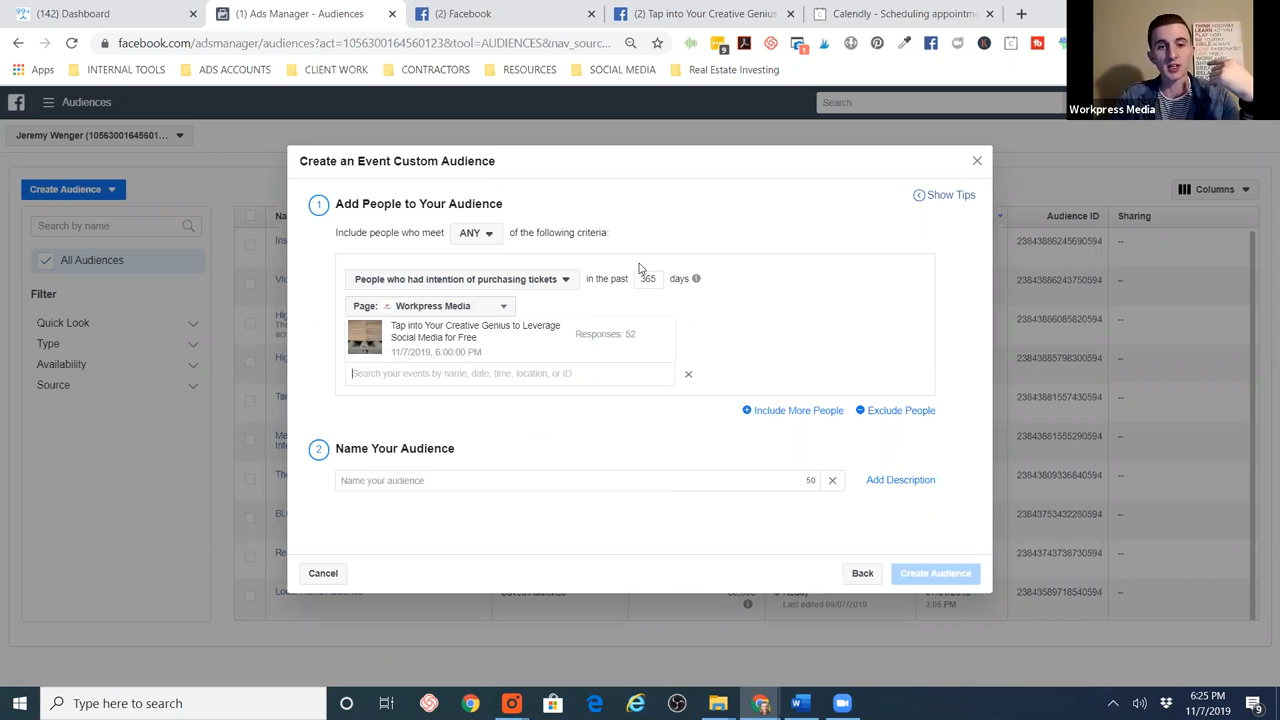 (142) Dashboard
(1) Ads Manager - Audiences
(2) Facebook
(2) Tap into Your Creative Genius
Calendly - Scheduling appointm
facebook.com/adsmanager/audiences?act=10563001645601238&tool=AUDIENCES&nav_sourc...
Apps
INTERNAL TOOLS
ADS ACCOUNTS
CLIENT WORK
CONTRACTORS
RESOURCES
SOCIAL MEDIA
Real Estate Investing
Workpress Media
Audiences
Search
Jeremy Wenger (10563001645601...
Create Audience
Columns
Search by name
All Audiences
Filter
Quick Look
Type
Availability
Source
Audience ID
Sharing
23843886245690594
--
23843886085820594
--
23843885798300594
--
23843881557430594
--
23843881555290594
--
23843809336840594
--
23843753432280594
--
23843743738730594
--
23843589718540594
--
Last edited 09/07/2019
3:05 PM
Create an Event Custom Audience
Show Tips
1
Add People to Your Audience
Include people who meet
ANY
of the following criteria:
People who had intention of purchasing tickets
in the past
365
days
Page:
Workpress Media
Tap into Your Creative Genius to Leverage
Social Media for Free
11/7/2019, 6:00:00 PM
Responses: 52
Search your events by name, date, time, location, or ID
Include More People
Exclude People
2
Name Your Audience
Name your audience
50
Add Description
Cancel
Back
Create Audience
Type here to search
6:25 PM
11/7/2019